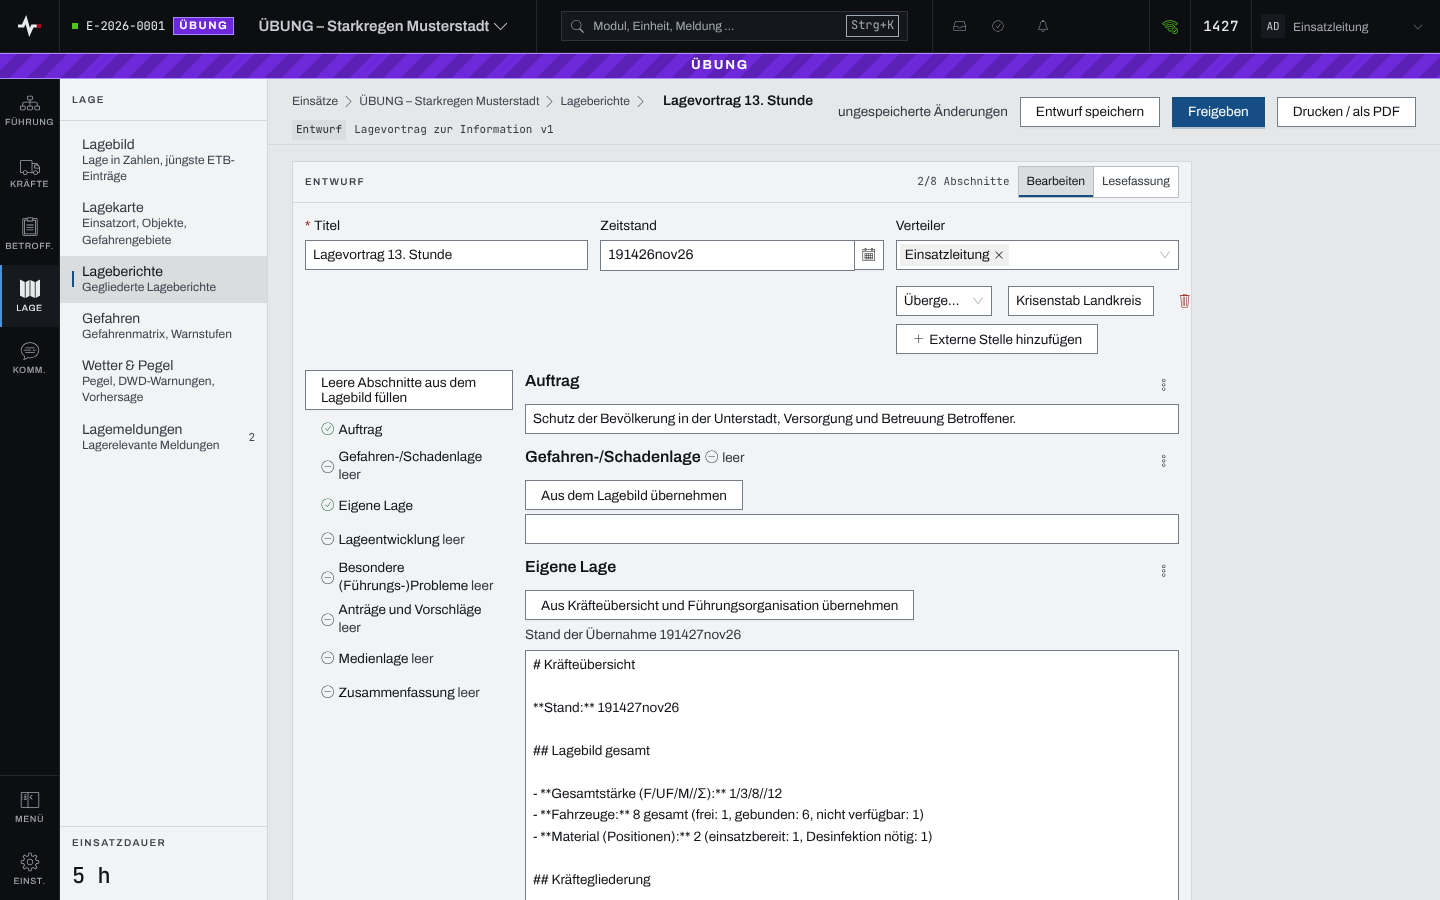 E-2026-0001 ÜBUNG ÜBUNG – Starkregen Musterstadt
Modul, Einheit, Meldung ... Strg+K
1427 AD Einsatzleitung
ÜBUNG
FÜHRUNG
KRÄFTE
BETROFF.
LAGE
KOMM.
MENÜ
EINST.
LAGE
Lagebild
Lage in Zahlen, jüngste ETB-
Einträge
Lagekarte
Einsatzort, Objekte,
Gefahrengebiete
Lageberichte
Gegliederte Lageberichte
Gefahren
Gefahrenmatrix, Warnstufen
Wetter & Pegel
Pegel, DWD-Warnungen,
Vorhersage
Lagemeldungen
Lagerelevante Meldungen 2
EINSATZDAUER
5 h
Einsätze ÜBUNG – Starkregen Musterstadt Lageberichte Lagevortrag 13. Stunde
Entwurf Lagevortrag zur Information v1
ungespeicherte Änderungen Entwurf speichern Freigeben Drucken / als PDF
ENTWURF 2/8 Abschnitte Bearbeiten Lesefassung
* Titel
Lagevortrag 13. Stunde
Zeitstand
191426nov26
Verteiler
Einsatzleitung
Überge... Krisenstab Landkreis
Externe Stelle hinzufügen
Leere Abschnitte aus dem
Lagebild füllen
Auftrag
Gefahren-/Schadenlage
leer
Eigene Lage
Lageentwicklung leer
Besondere
(Führungs-)Probleme leer
Anträge und Vorschläge
leer
Medienlage leer
Zusammenfassung leer
Auftrag
Schutz der Bevölkerung in der Unterstadt, Versorgung und Betreuung Betroffener.
Gefahren-/Schadenlage leer
Aus dem Lagebild übernehmen
Eigene Lage
Aus Kräfteübersicht und Führungsorganisation übernehmen
Stand der Übernahme 191427nov26
# Kräfteübersicht
**Stand:** 191427nov26
## Lagebild gesamt
- **Gesamtstärke (F/UF/M//Σ):** 1/3/8//12
- **Fahrzeuge:** 8 gesamt (frei: 1, gebunden: 6, nicht verfügbar: 1)
- **Material (Positionen):** 2 (einsatzbereit: 1, Desinfektion nötig: 1)
## Kräftegliederung